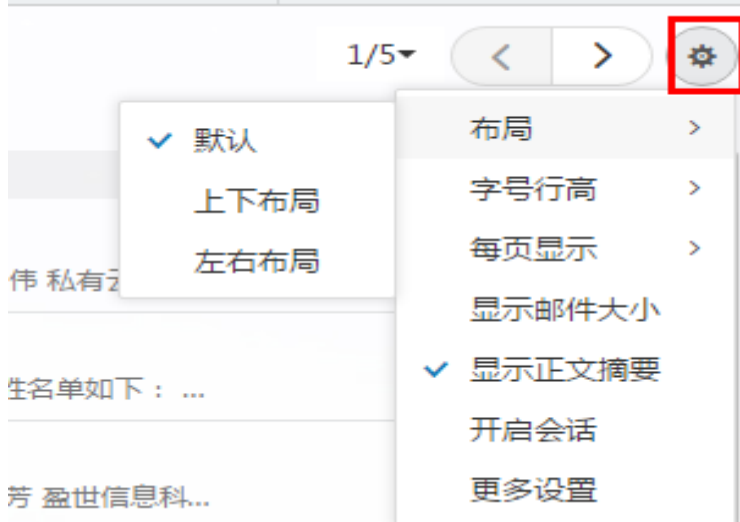 1/5
默认
上下布局
左右布局
布局
字号行高
每页显示
显示邮件大小
显示正文摘要
开启会话
更多设置
伟 私有
姓名单如下： ...
芳 盈世信息科...